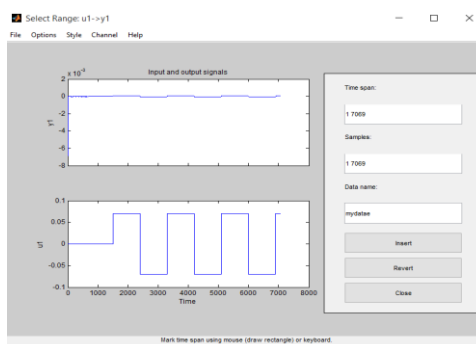 Select Range: u1->y1
File Options Style Channel Help
Input and output signals
2 × 10
0
-2
-4
-6
-8
y1
0.1
0.05
0
-0.05
-0.1
u1
0 1000 2000 3000 4000 5000 6000 7000 8000
Time
Time span:
1 7069
Samples:
1 7069
Data name:
mydatae
Insert
Revert
Close
Mark time span using mouse (draw rectangle) or keyboard.